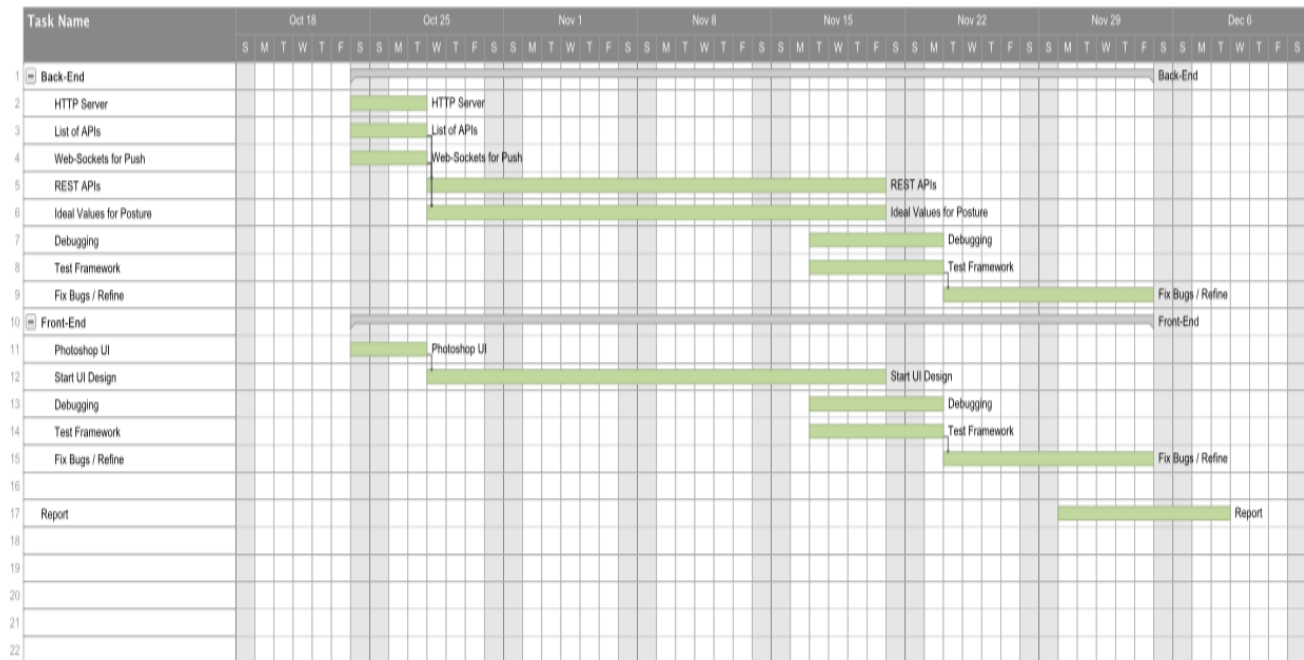 Task Name
Oct 18 Oct 25 Nov 1 Nov 8 Nov 15 Nov 22 Nov 29 Dec 6
S M T W T F S S M T W T F S S M T W T F S S M T W T F S S M T W T F S S M T W T F S S M T W T F S S M T W T F S
1 Back-End Back-End
2 HTTP Server HTTP Server
3 List of APIs List of APIs
4 Web-Sockets for Push Web-Sockets for Push
5 REST APIs REST APIs
6 Ideal Values for Posture Ideal Values for Posture
7 Debugging Debugging
8 Test Framework Test Framework
9 Fix Bugs / Refine Fix Bugs / Refine
10 Front-End Front-End
11 Photoshop UI Photoshop UI
12 Start UI Design Start UI Design
13 Debugging Debugging
14 Test Framework Test Framework
15 Fix Bugs / Refine Fix Bugs / Refine
16
17 Report Report
18
19
20
21
22